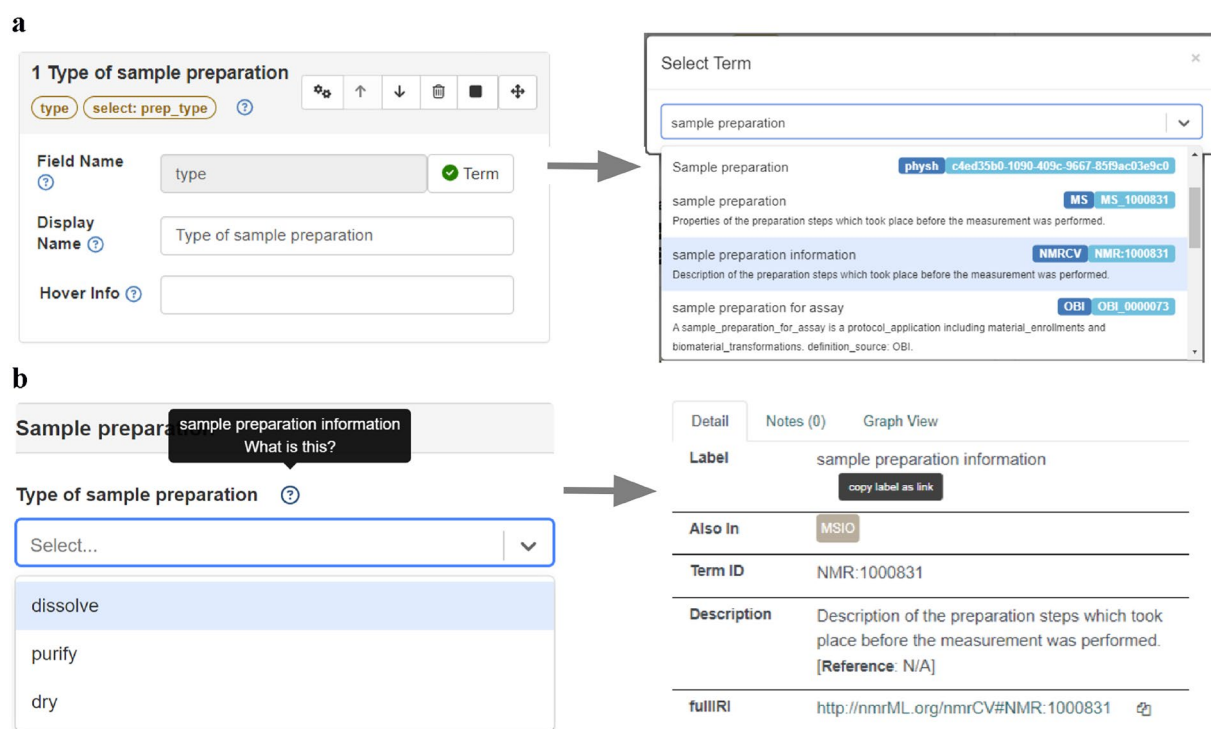 a
1 Type of sample preparation
type select: prep_type
Field Name
type
Term
Display Name
Type of sample preparation
Hover Info
Select Term
sample preparation
Sample preparation physh c4ed35b0-1090-409c-9667-85f9ac03e9c0
sample preparation MS MS_1000831
Properties of the preparation steps which took place before the measurement was performed.
sample preparation information NMRCV NMR:1000831
Description of the preparation steps which took place before the measurement was performed.
sample preparation for assay OBI OBI_0000073
A sample_preparation_for_assay is a protocol_application including material_enrollments and
biomaterial_transformations. definition_source: OBI.
b
Sample prepara
sample preparation information
What is this?
Type of sample preparation
Select...
dissolve
purify
dry
Detail Notes (0) Graph View
Label sample preparation information
copy label as link
Also In MSIO
Term ID NMR:1000831
Description Description of the preparation steps which took
place before the measurement was performed.
[Reference: N/A]
fullIRI http://nmrML.org/nmrCV#NMR:1000831